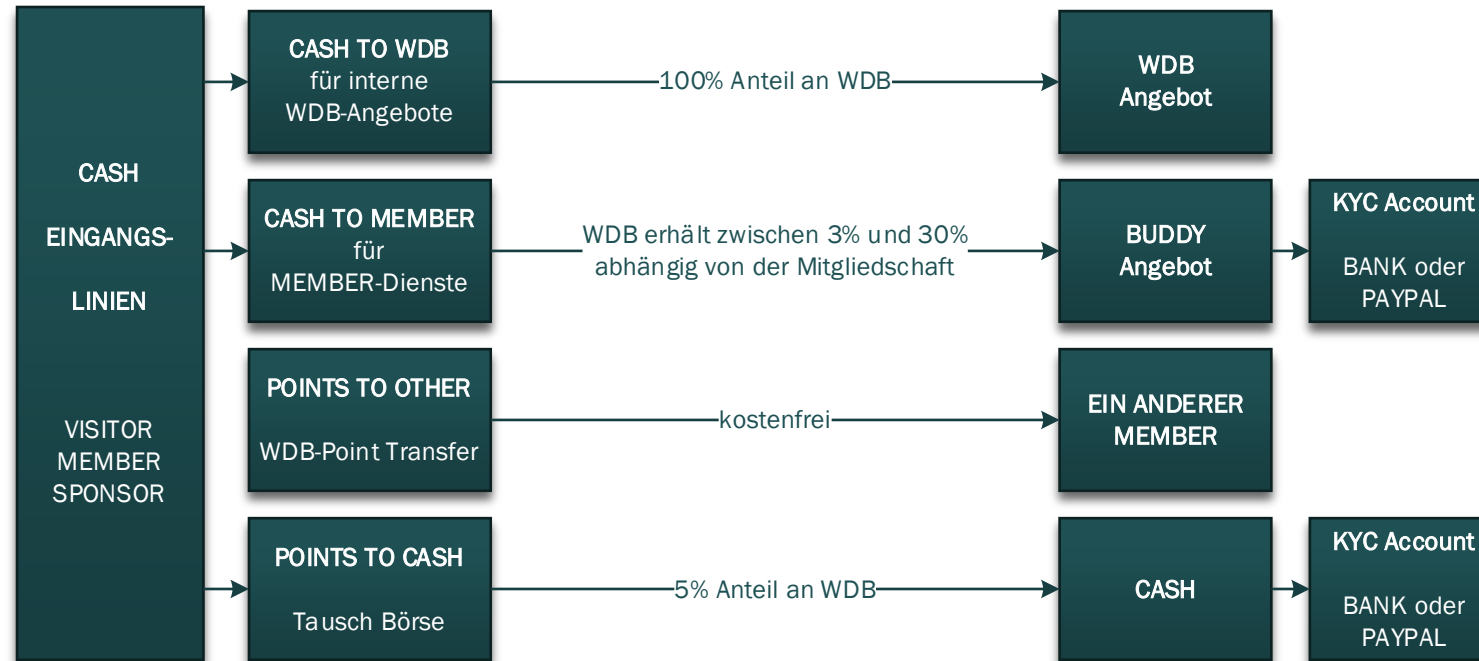 CASH
EINGANGS-
LINIEN
VISITOR
MEMBER
SPONSOR
CASH TO WDB
für interne
WDB-Angebote
100% Anteil an WDB
WDB
Angebot
CASH TO MEMBER
für
MEMBER-Dienste
WDB erhält zwischen 3% und 30%
abhängig von der Mitgliedschaft
BUDDY
Angebot
KYC Account
BANK oder
PAYPAL
POINTS TO OTHER
WDB-Point Transfer
kostenfrei
EIN ANDERER
MEMBER
POINTS TO CASH
Tausch Börse
5% Anteil an WDB
CASH
KYC Account
BANK oder
PAYPAL